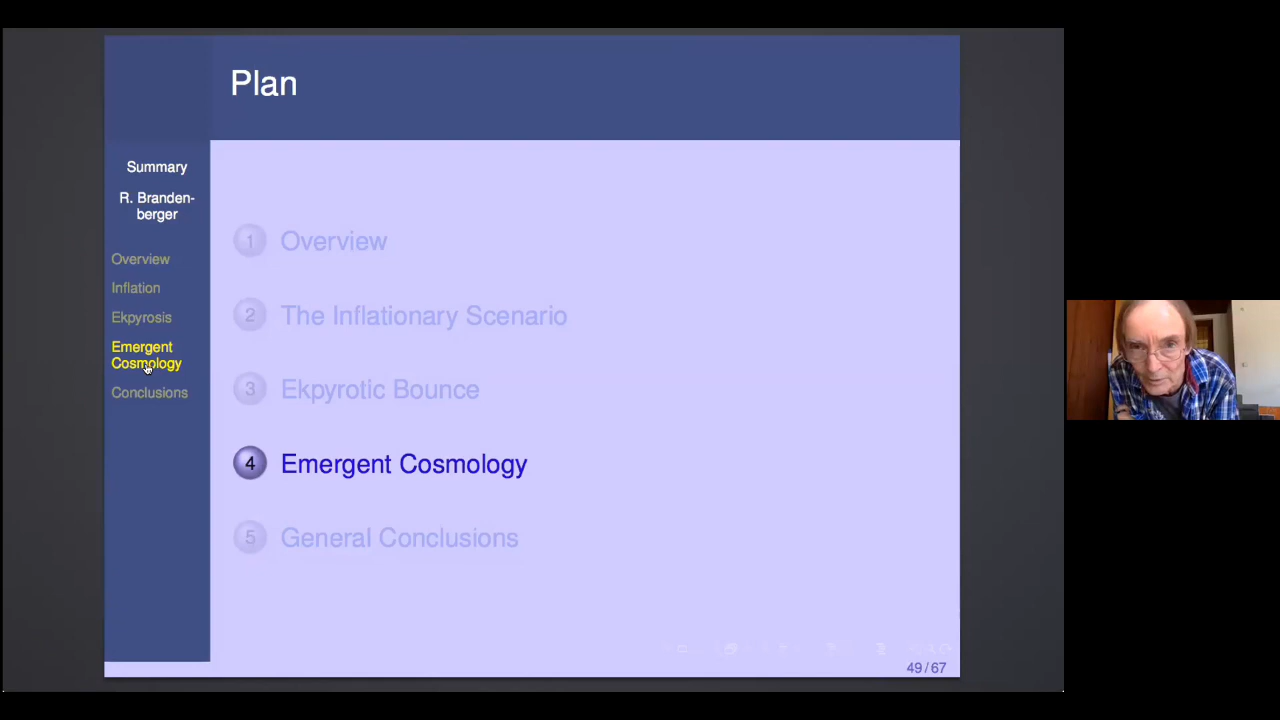 Plan
Summary
R. Branden-
berger
Overview
Inflation
Ekpyrosis
Emergent
Cosmology
Conclusions
1 Overview
2 The Inflationary Scenario
3 Ekpyrotic Bounce
4 Emergent Cosmology
5 General Conclusions
49 / 67